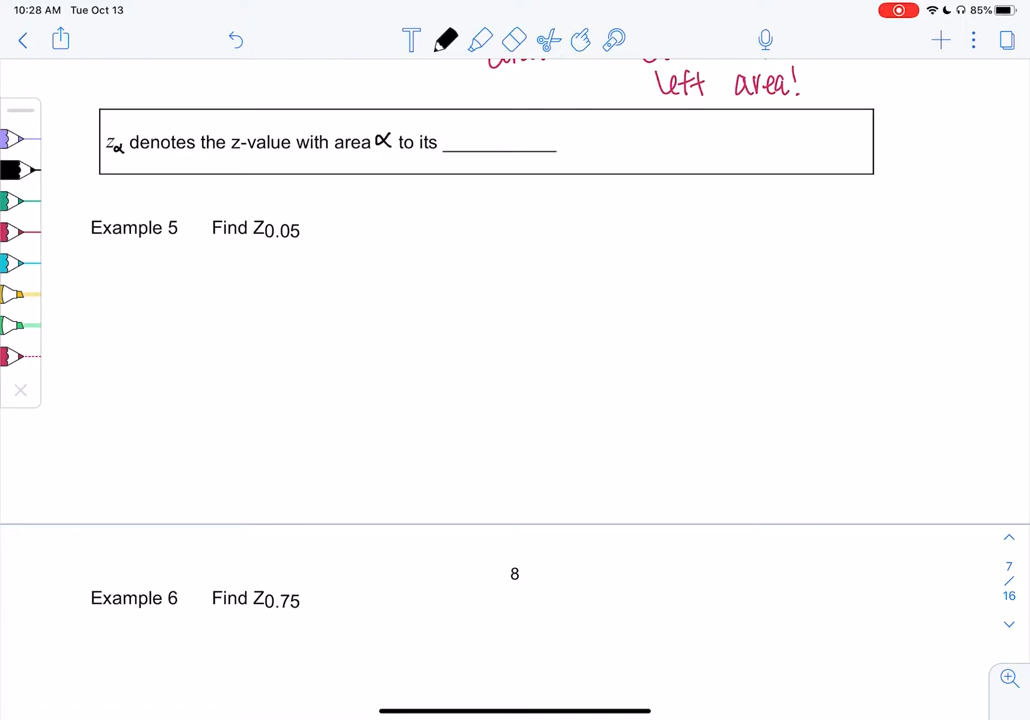 10:28 AM Tue Oct 13
85%
left area!
zα denotes the z-value with area α to its ____________
Example 5 Find Z0.05
8
7
/
16
Example 6 Find Z0.75